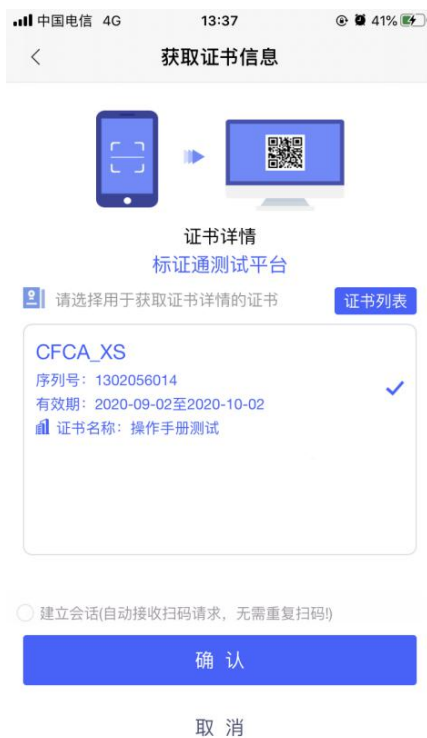 中国电信 4G 13:37 41%
获取证书信息
证书详情
标证通测试平台
请选择用于获取证书详情的证书 证书列表
CFCA_XS
序列号：1302056014
有效期：2020-09-02至2020-10-02
证书名称：操作手册测试
建立会话(自动接收扫码请求，无需重复扫码!)
确 认
取 消